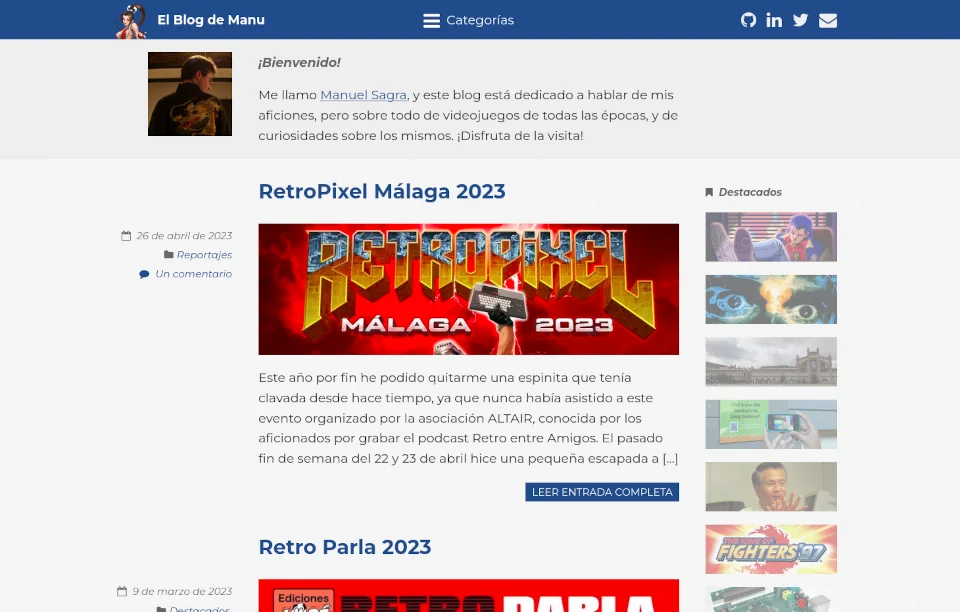 El Blog de Manu
Categorías
¡Bienvenido!
Me llamo Manuel Sagra, y este blog está dedicado a hablar de mis
aficiones, pero sobre todo de videojuegos de todas las épocas, y de
curiosidades sobre los mismos. ¡Disfruta de la visita!
RetroPixel Málaga 2023
26 de abril de 2023
Reportajes
Un comentario
RETROPIXEL
MÁLAGA 2023
Este año por fin he podido quitarme una espinita que tenía
clavada desde hace tiempo, ya que nunca había asistido a este
evento organizado por la asociación ALTAIR, conocida por los
aficionados por grabar el podcast Retro entre Amigos. El pasado
fin de semana del 22 y 23 de abril hice una pequeña escapada a [...]
LEER ENTRADA COMPLETA
Retro Parla 2023
9 de marzo de 2023
Destacados
Ediciones
RETRO PARLA
Destacados
THE KING OF
FIGHTERS'97